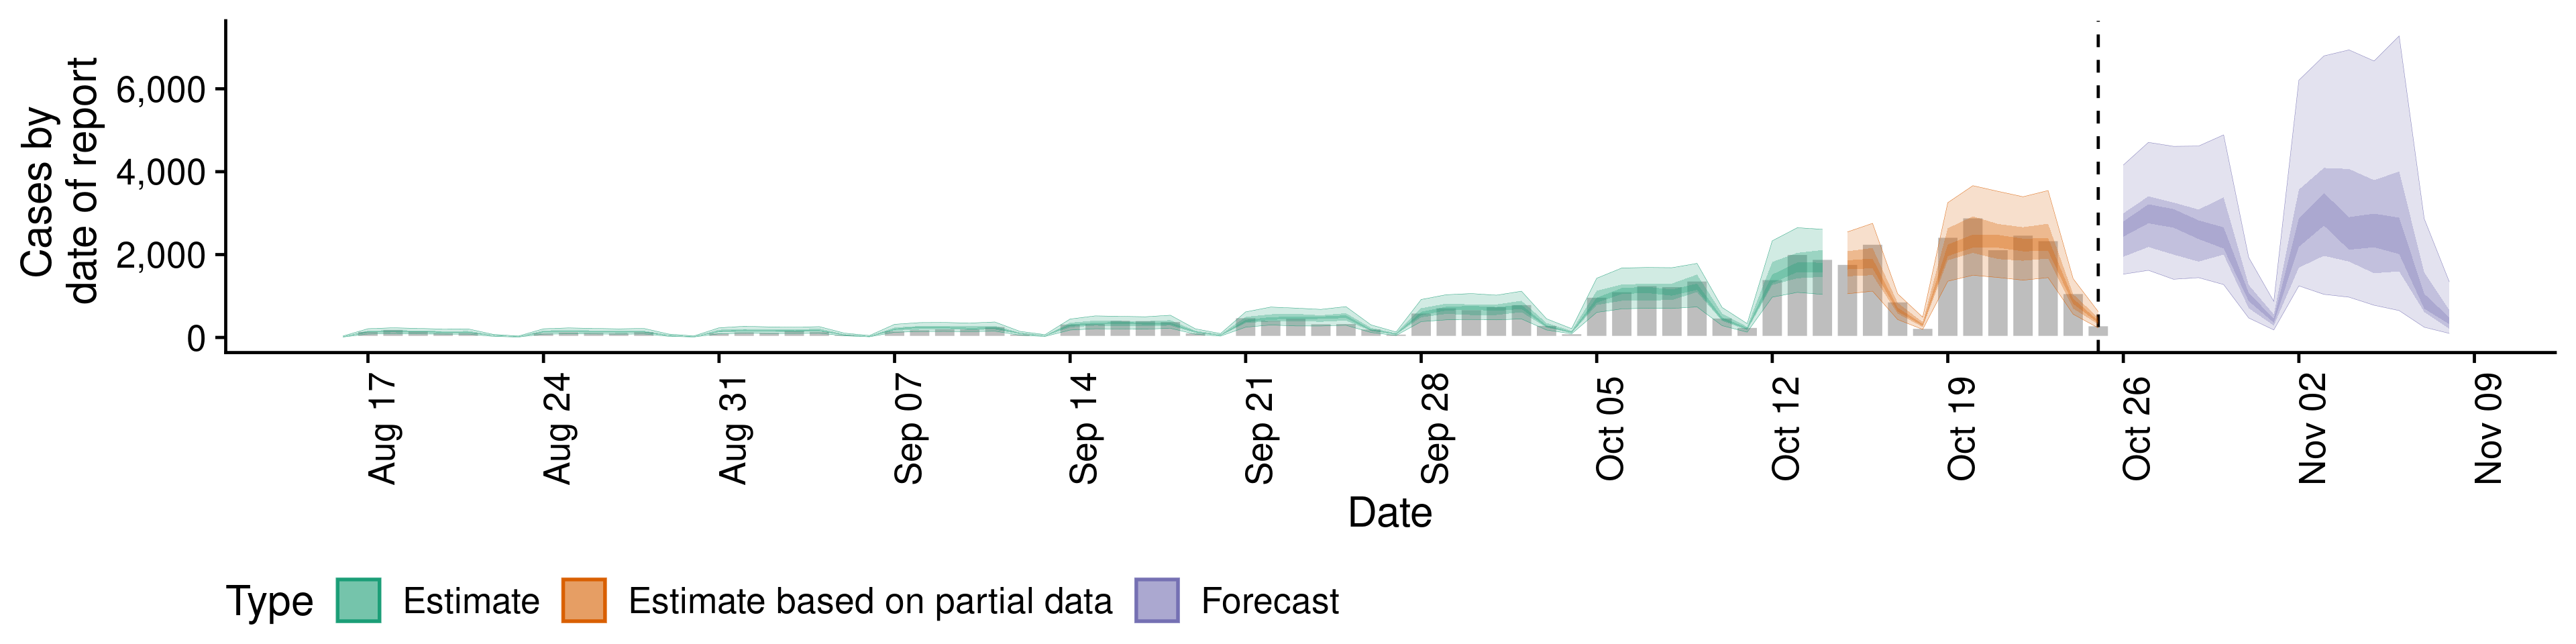 Cases by
date of report
6,000
4,000
2,000
0
Aug 17
Aug 24
Aug 31
Sep 07
Sep 14
Sep 21
Sep 28
Oct 05
Oct 12
Oct 19
Oct 26
Nov 02
Nov 09
Date
Type
Estimate
Estimate based on partial data
Forecast